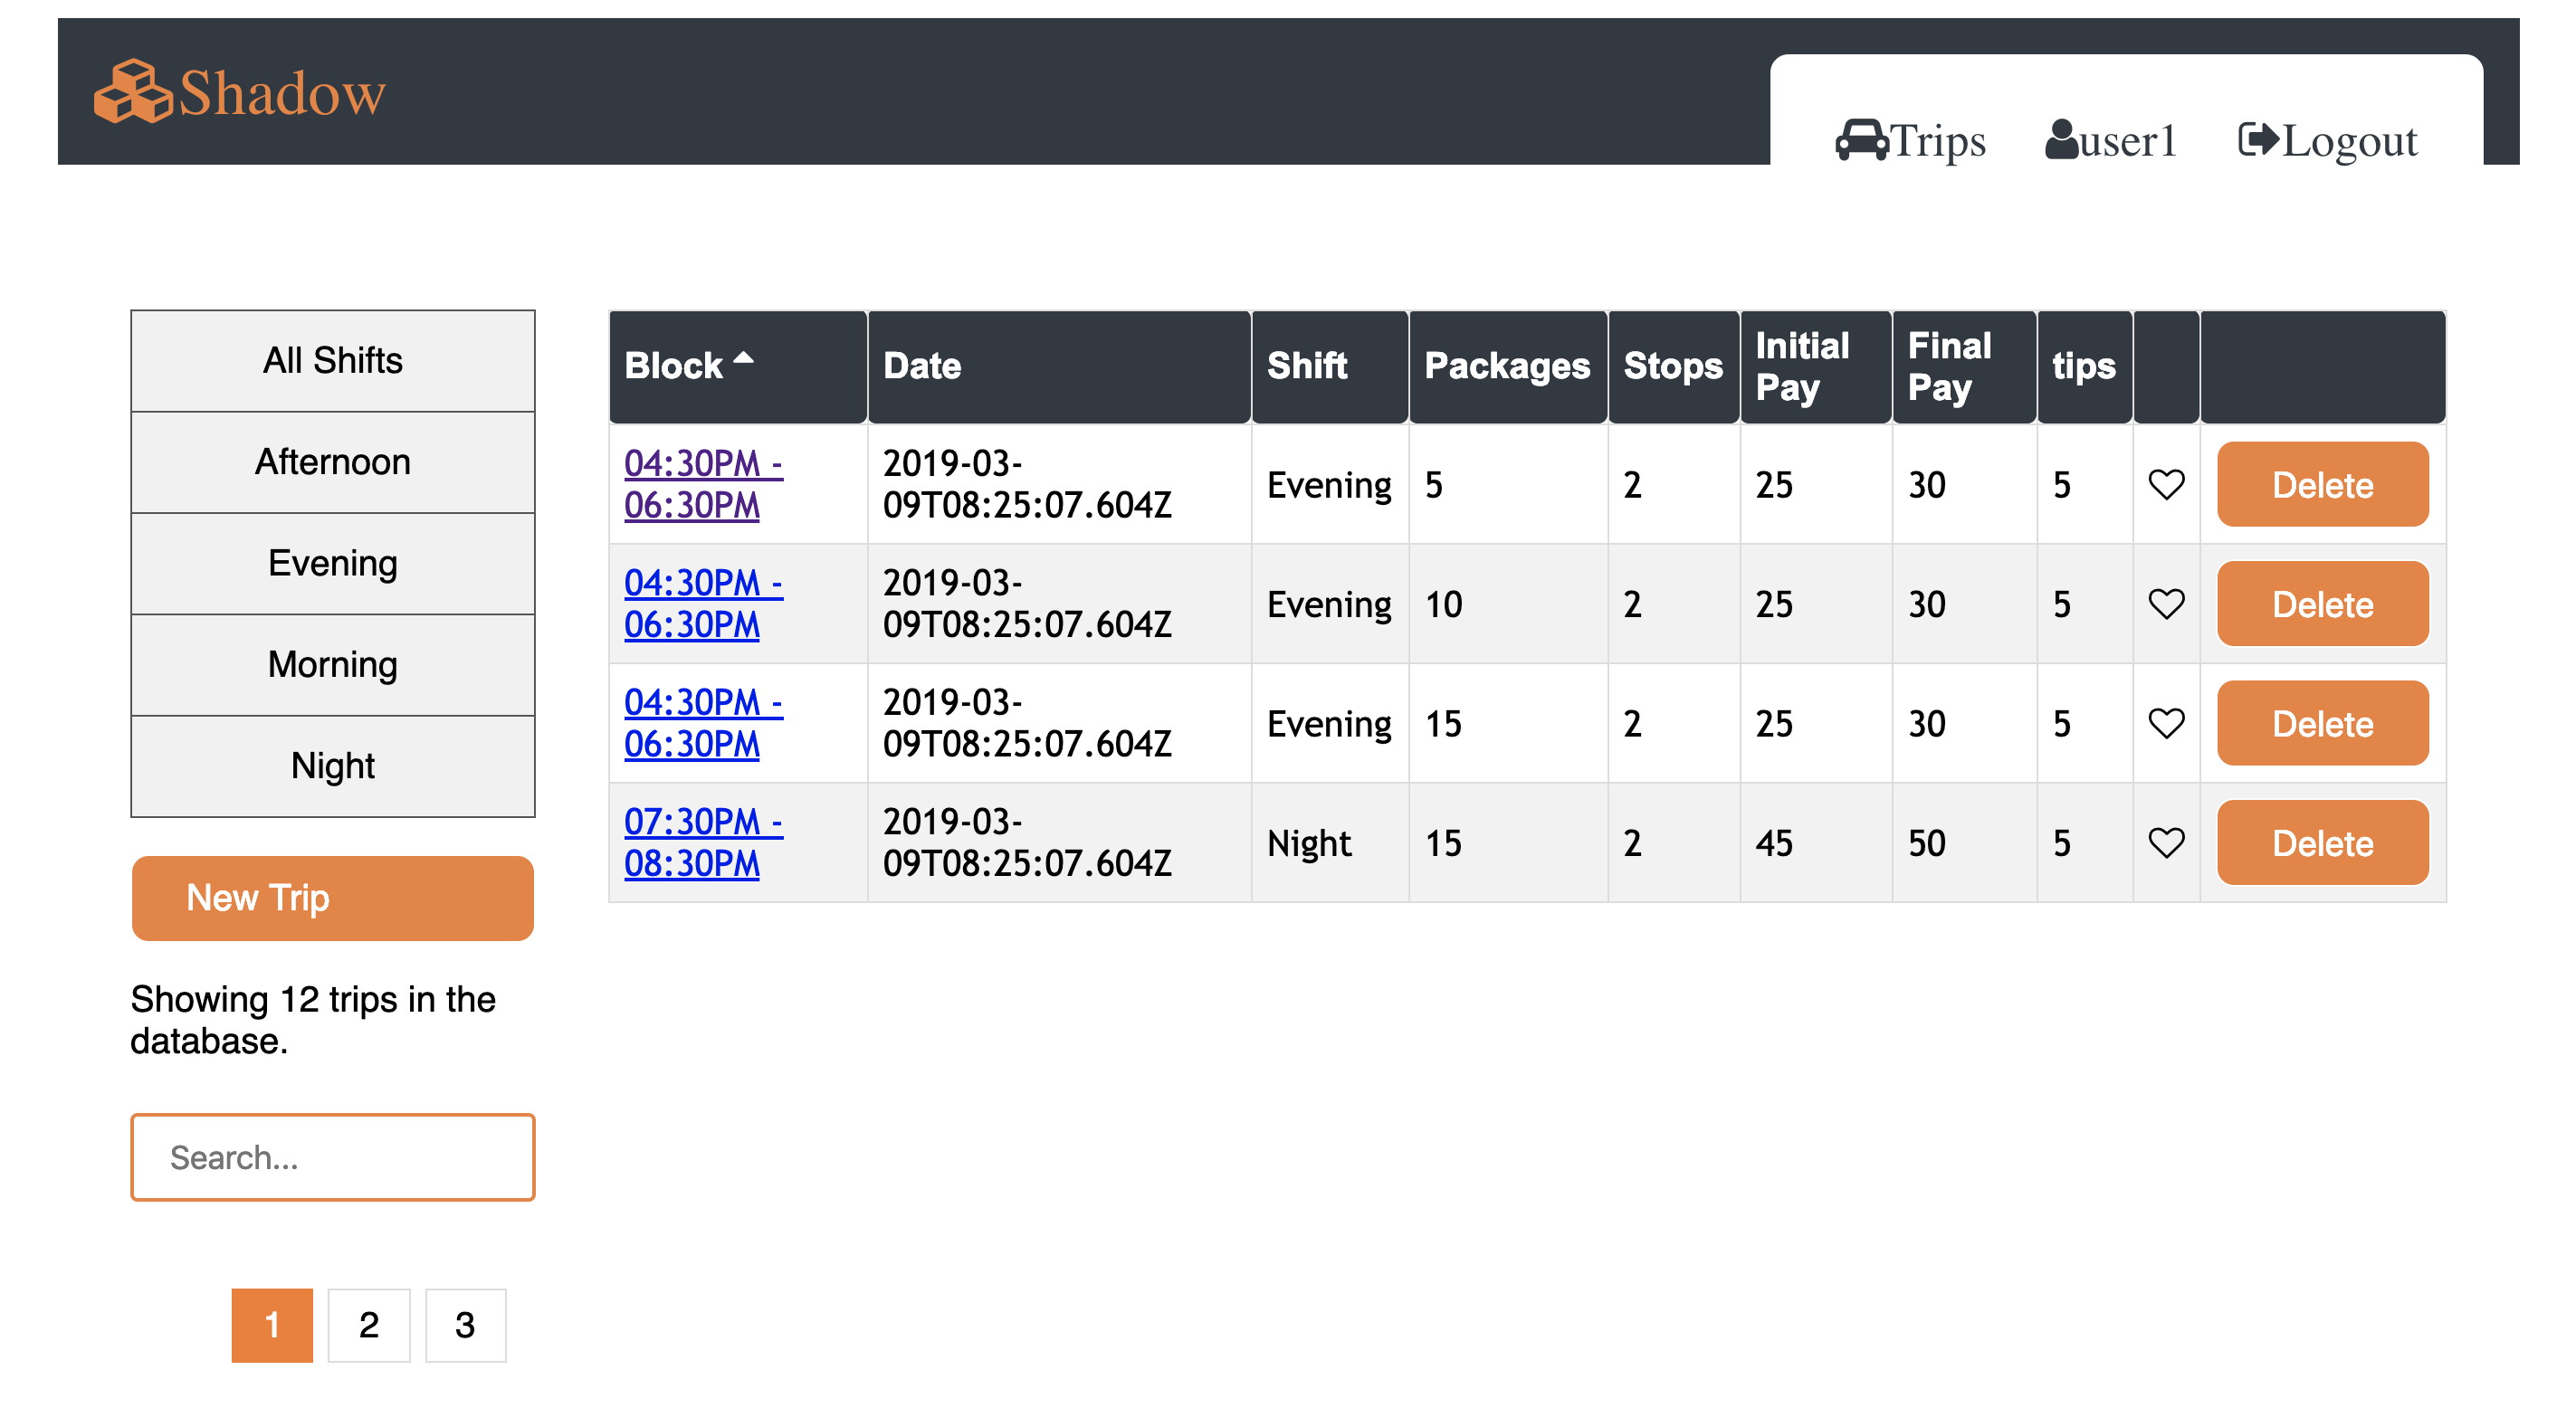 Shadow
Trips user1 Logout
All Shifts
Afternoon
Evening
Morning
Night
New Trip
Showing 12 trips in the
database.
Search...
1 2 3
Block Date Shift Packages Stops Initial Pay Final Pay tips
04:30PM - 06:30PM 2019-03-09T08:25:07.604Z Evening 5 2 25 30 5 Delete
04:30PM - 06:30PM 2019-03-09T08:25:07.604Z Evening 10 2 25 30 5 Delete
04:30PM - 06:30PM 2019-03-09T08:25:07.604Z Evening 15 2 25 30 5 Delete
07:30PM - 08:30PM 2019-03-09T08:25:07.604Z Night 15 2 45 50 5 Delete